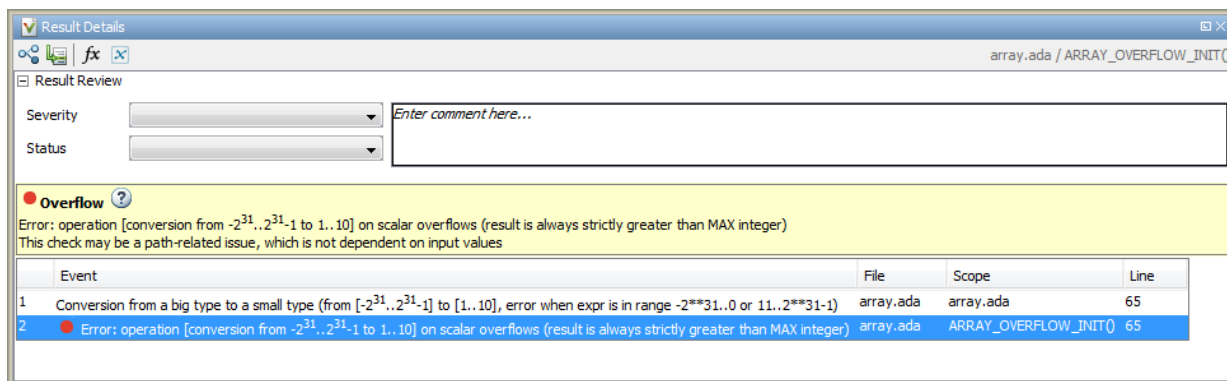 Result Details
fx x array.ada / ARRAY_OVERFLOW_INIT()
Result Review
Severity
Enter comment here...
Status
Overflow ?
Error: operation [conversion from -2³¹..2³¹-1 to 1..10] on scalar overflows (result is always strictly greater than MAX integer)
This check may be a path-related issue, which is not dependent on input values
Event File Scope Line
1 Conversion from a big type to a small type (from [-2³¹..2³¹-1] to [1..10], error when expr is in range -2**31..0 or 11..2**31-1) array.ada array.ada 65
2 Error: operation [conversion from -2³¹..2³¹-1 to 1..10] on scalar overflows (result is always strictly greater than MAX integer) array.ada ARRAY_OVERFLOW_INIT() 65